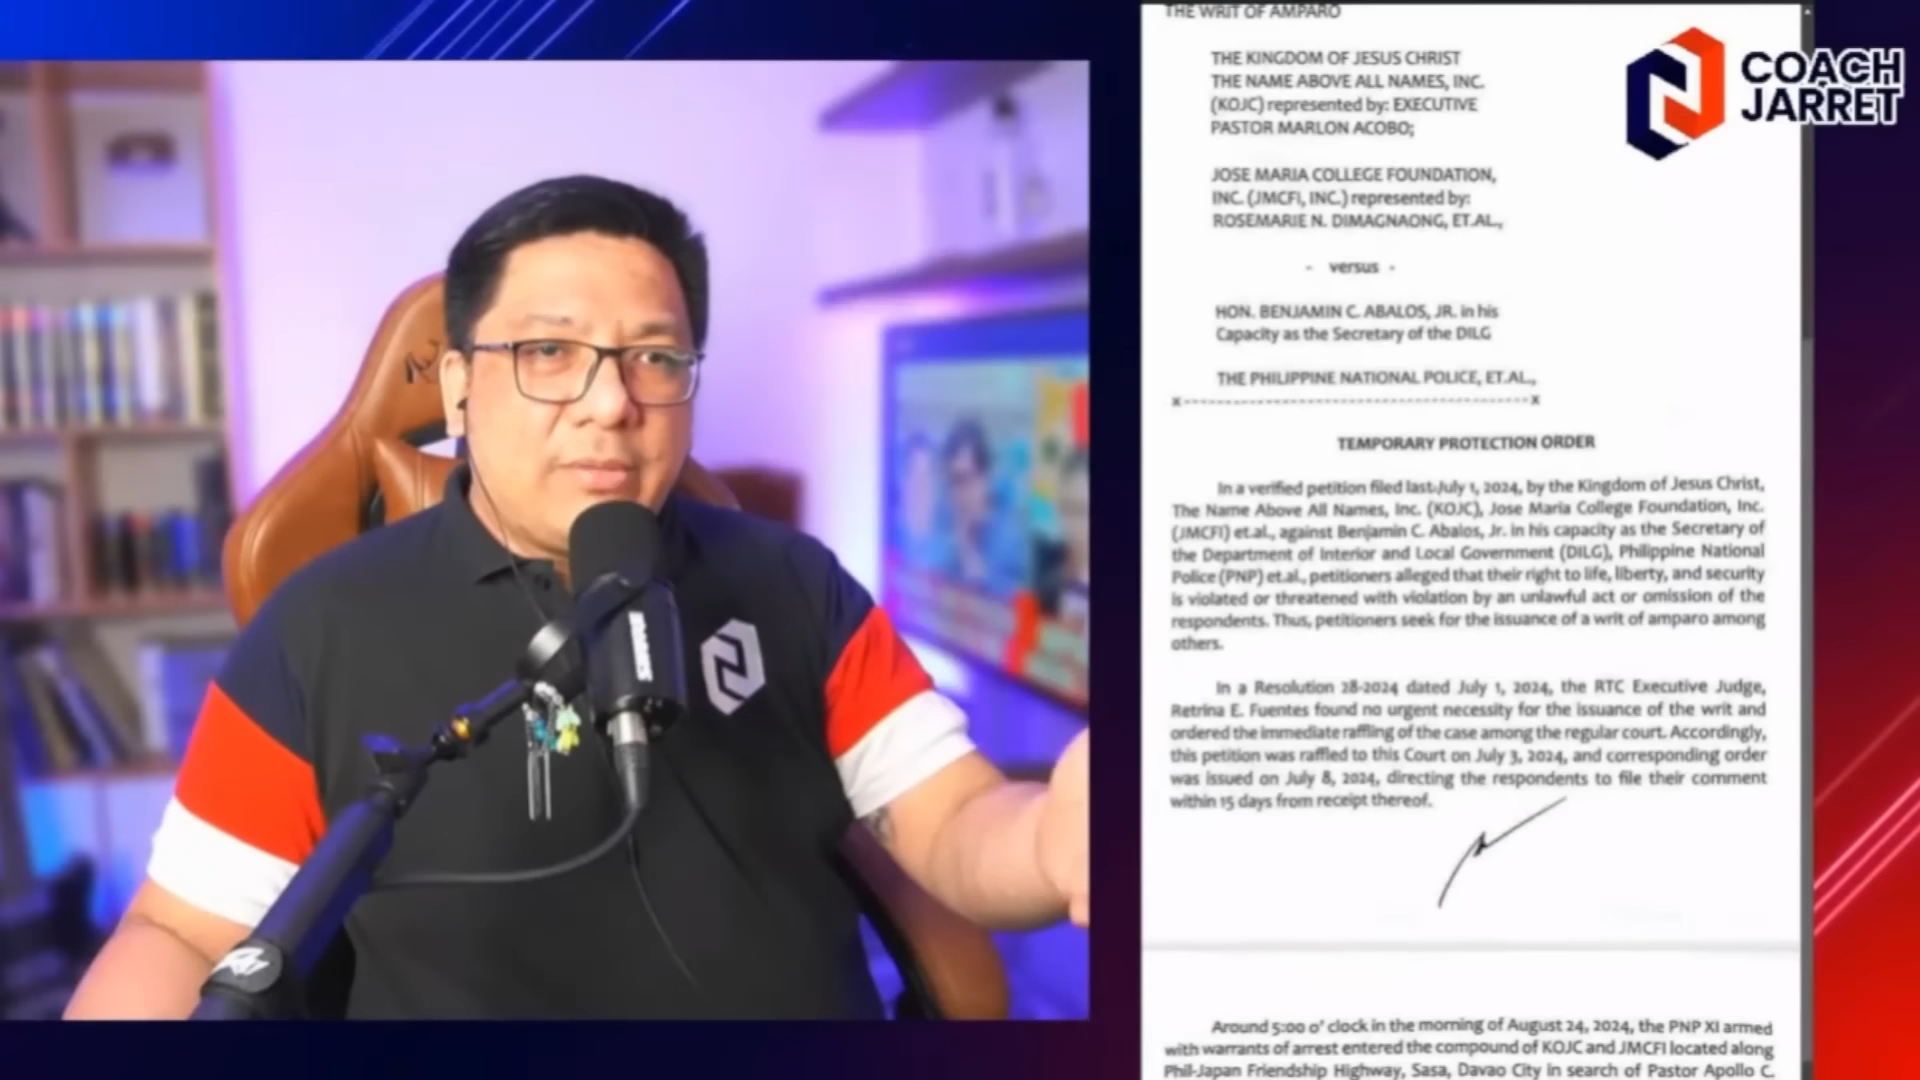 THE WRIT OF AMPARO
THE KINGDOM OF JESUS CHRIST
THE NAME ABOVE ALL NAMES, INC.
(KOJC) represented by: EXECUTIVE
PASTOR MARLON ACOBO;
JOSE MARIA COLLEGE FOUNDATION,
INC. (JMCFI, INC.) represented by:
ROSEMARIE N. DIMAGNAONG, ET.AL.,
- versus -
HON. BENJAMIN C. ABALOS, JR. in his
Capacity as the Secretary of the DILG
THE PHILIPPINE NATIONAL POLICE, ET.AL.,
x---------------------------------------------x
TEMPORARY PROTECTION ORDER
In a verified petition filed last July 1, 2024, by the Kingdom of Jesus Christ,
The Name Above All Names, Inc. (KOJC), Jose Maria College Foundation, Inc.
(JMCFI) et.al., against Benjamin C. Abalos, Jr. in his capacity as the Secretary of
the Department of Interior and Local Government (DILG), Philippine National
Police (PNP) et.al., petitioners alleged that their right to life, liberty, and security
is violated or threatened with violation by an unlawful act or omission of the
respondents. Thus, petitioners seek for the issuance of a writ of amparo among
others.
In a Resolution 28-2024 dated July 1, 2024, the RTC Executive Judge,
Retrina E. Fuentes found no urgent necessity for the issuance of the writ and
ordered the immediate raffling of the case among the regular court. Accordingly,
this petition was raffled to this Court on July 3, 2024, and corresponding order
was issued on July 8, 2024, directing the respondents to file their comment
within 15 days from receipt thereof.
Around 5:00 o' clock in the morning of August 24, 2024, the PNP XI armed
with warrants of arrest entered the compound of KOJC and JMCFI located along
Phil-Japan Friendship Highway, Sasa, Davao City in search of Pastor Apollo C.
COACH
JARRET